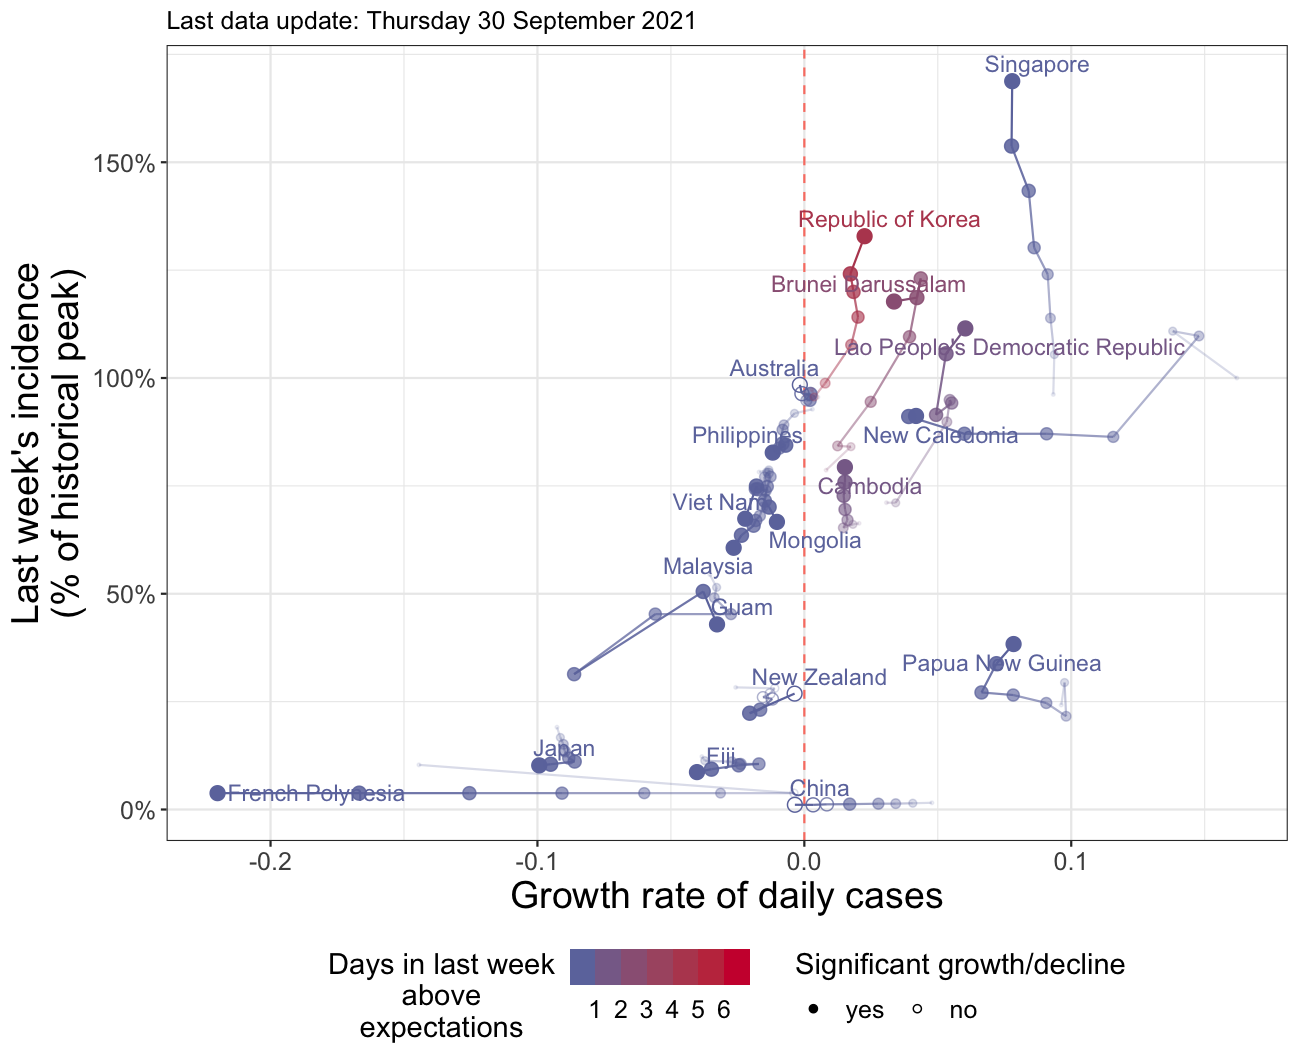 Last data update: Thursday 30 September 2021
Last week's incidence
(% of historical peak)
150%
100%
50%
0%
Singapore
Republic of Korea
Brunei Darussalam
Lao People's Democratic Republic
Australia
Philippines
New Caledonia
Cambodia
Viet Nam
Mongolia
Malaysia
Guam
Papua New Guinea
New Zealand
Japan
Fiji
French Polynesia
China
-0.2
-0.1
0.0
0.1
Growth rate of daily cases
Days in last week
above
expectations
1 2 3 4 5 6
Significant growth/decline
yes no